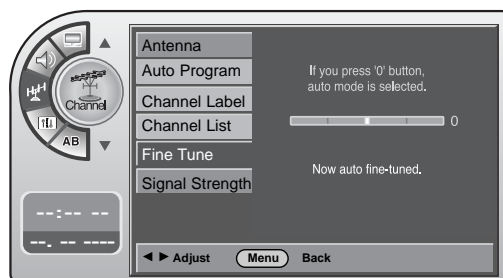 Antenna
Auto Program
Channel Label
Channel List
Fine Tune
Signal Strength
If you press '0' button,
auto mode is selected.
0
Now auto fine-tuned.
Channel
AB
--:-- --
--. -- ----
◄ ► Adjust Menu Back